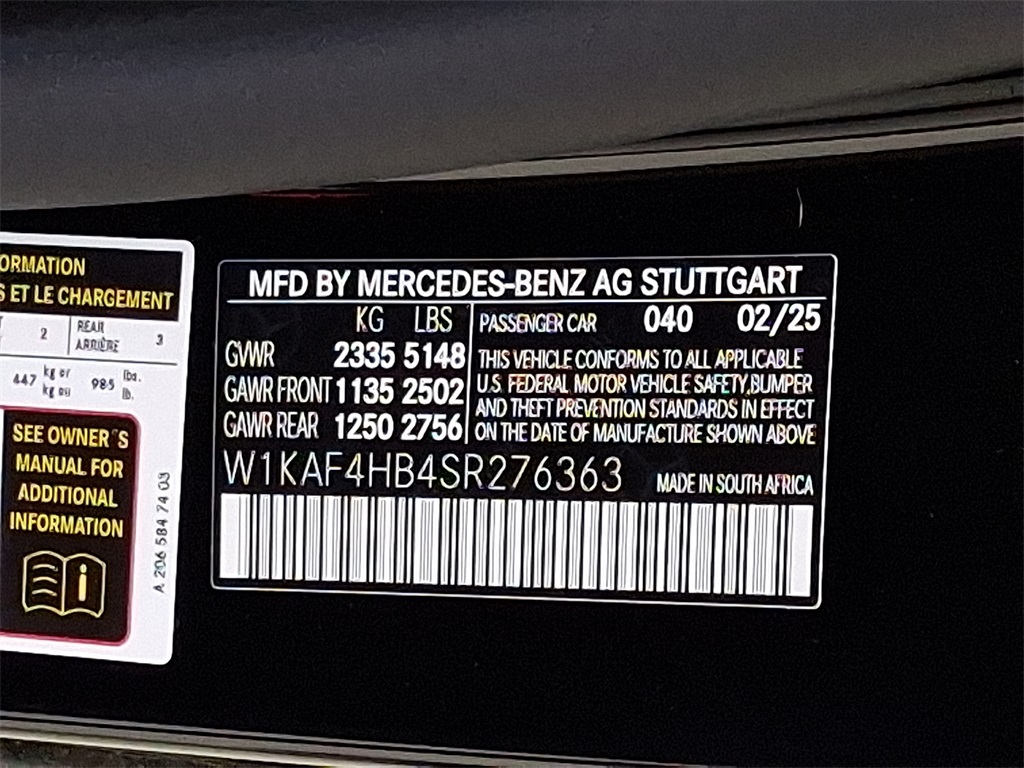 ORMATION
S ET LE CHARGEMENT
2 REAR ARRIÈRE 3
447 kg or kg ou 985 lbs. lb.
SEE OWNER'S
MANUAL FOR
ADDITIONAL
INFORMATION
A 206 584 74 03
MFD BY MERCEDES-BENZ AG STUTTGART
KG LBS
GVWR 2335 5148
GAWR FRONT 1135 2502
GAWR REAR 1250 2756
PASSENGER CAR 040 02/25
THIS VEHICLE CONFORMS TO ALL APPLICABLE
U.S. FEDERAL MOTOR VEHICLE SAFETY,BUMPER
AND THEFT PREVENTION STANDARDS IN EFFECT
ON THE DATE OF MANUFACTURE SHOWN ABOVE
W1KAF4HB4SR276363 MADE IN SOUTH AFRICA